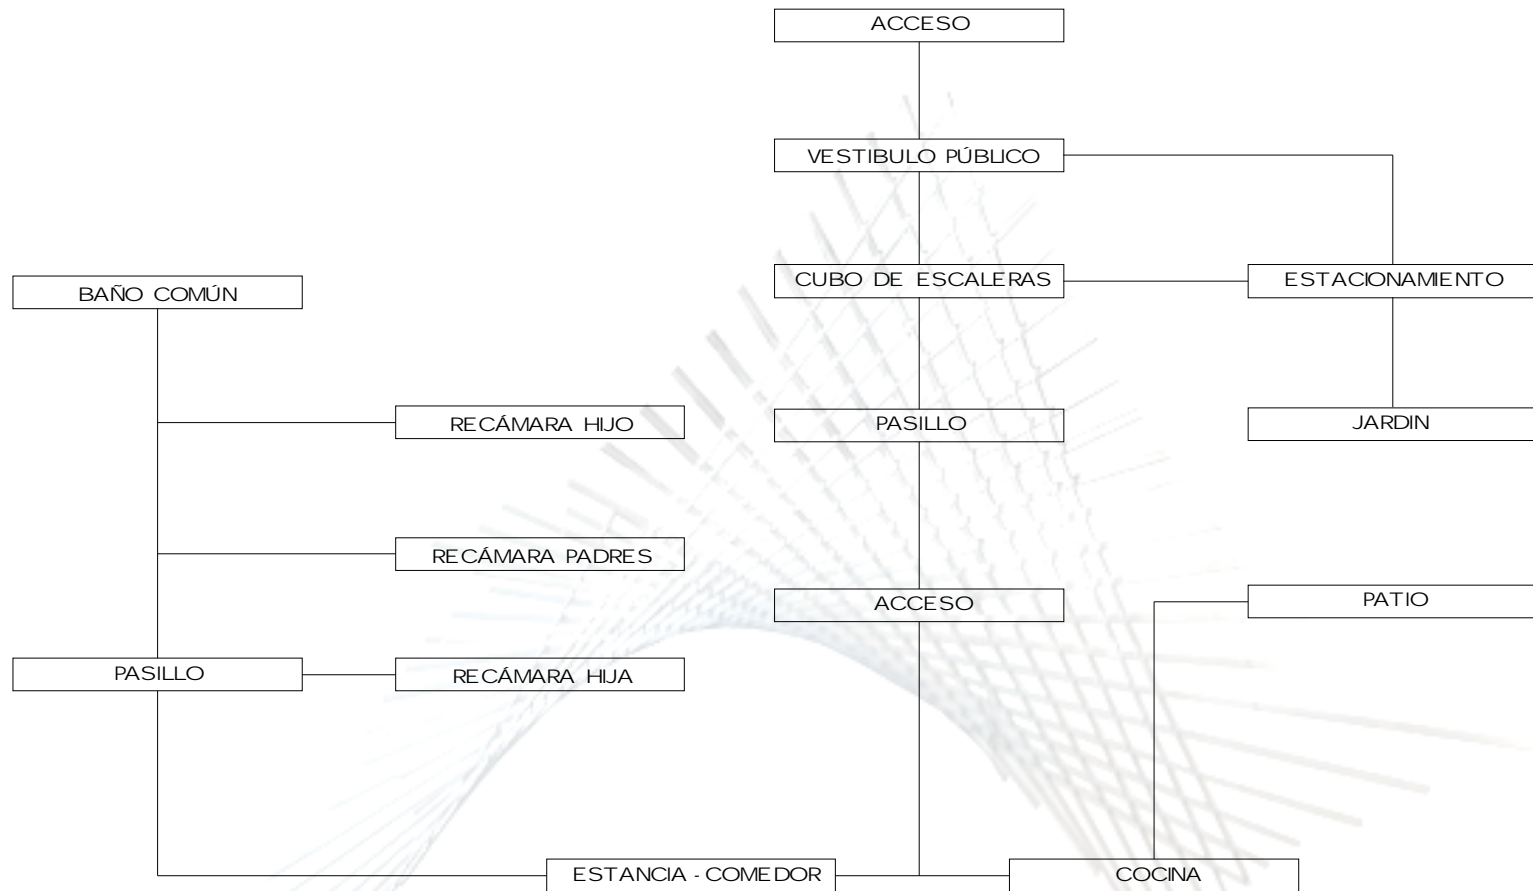 ACCESO
VESTIBULO PÚBLICO
CUBO DE ESCALERAS
ESTACIONAMIENTO
BAÑO COMÚN
RECÁMARA HIJO
PASILLO
JARDIN
RECÁMARA PADRES
ACCESO
PATIO
PASILLO
RECÁMARA HIJA
ESTANCIA - COMEDOR
COCINA